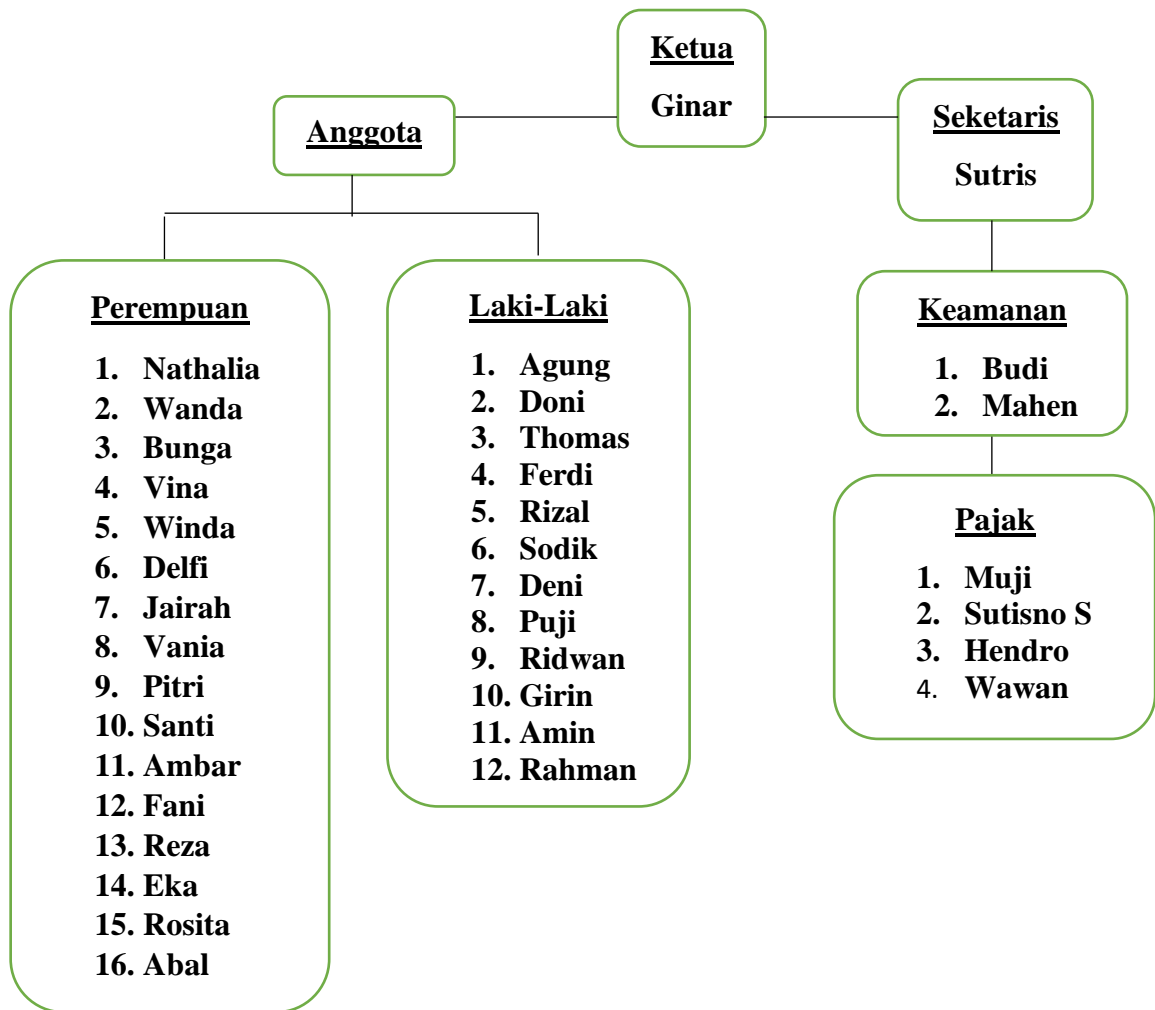 Ketua
Ginar
Anggota
Seketaris
Sutris
Perempuan
1. Nathalia
2. Wanda
3. Bunga
4. Vina
5. Winda
6. Delfi
7. Jairah
8. Vania
9. Pitri
10. Santi
11. Ambar
12. Fani
13. Reza
14. Eka
15. Rosita
16. Abal
Laki-Laki
1. Agung
2. Doni
3. Thomas
4. Ferdi
5. Rizal
6. Sodik
7. Deni
8. Puji
9. Ridwan
10. Girin
11. Amin
12. Rahman
Keamanan
1. Budi
2. Mahen
Pajak
1. Muji
2. Sutisno S
3. Hendro
4. Wawan